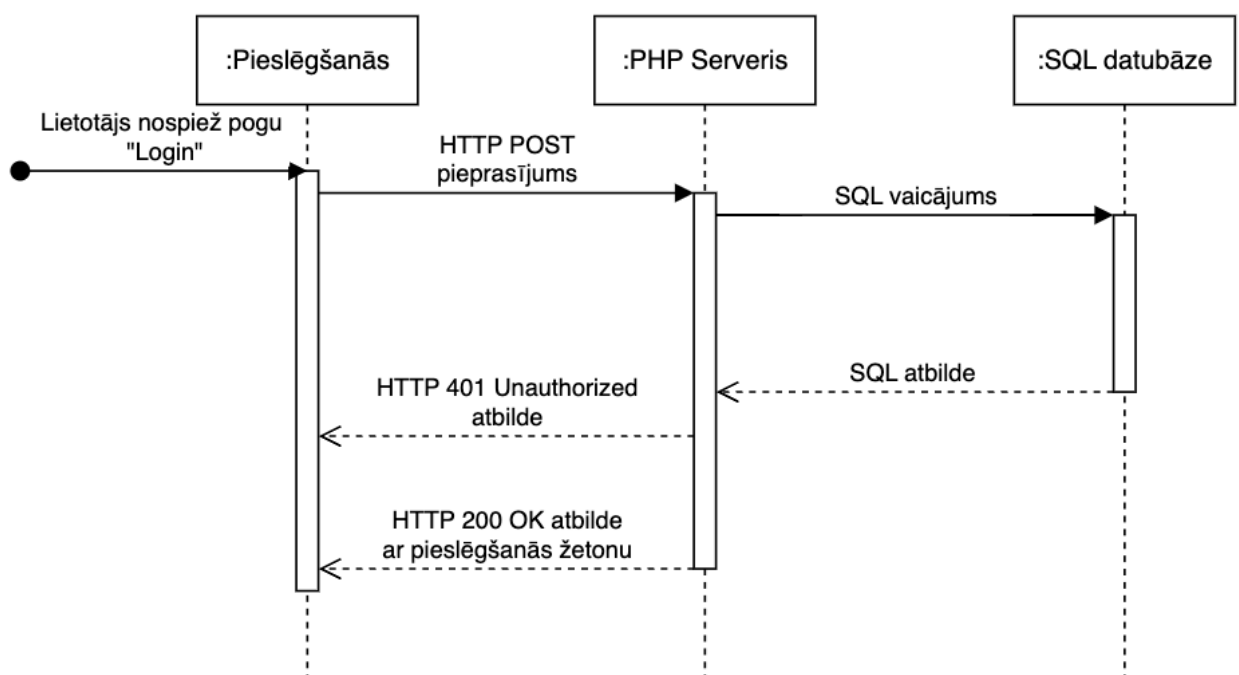 :Pieslēgšanās
:PHP Serveris
:SQL datubāze
Lietotājs nospiež pogu
"Login"
HTTP POST
pieprasījums
SQL vaicājums
SQL atbilde
HTTP 401 Unauthorized
atbilde
HTTP 200 OK atbilde
ar pieslēgšanās žetonu